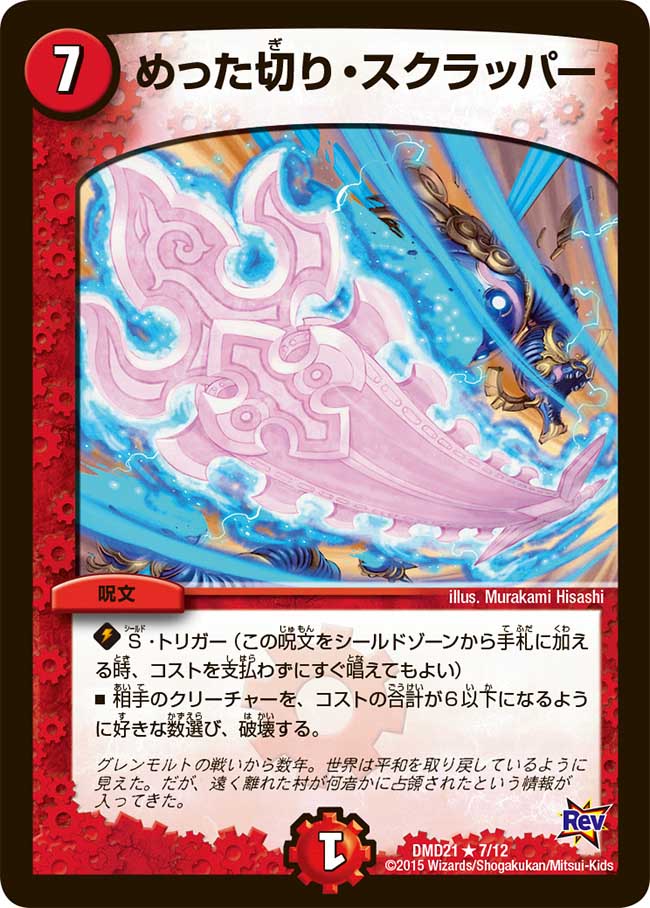 7
めった切り・スクラッパー
ぎ
呪文
illus. Murakami Hisashi
S・トリガー(この呪文をシールドゾーンから手札に加え
る時、コストを支払わずにすぐ唱えてもよい)
■相手のクリーチャーを、コストの合計が6以下になるよう
に好きな数選び、破壊する。
グレンモルトの戦いから数年。世界は平和を取り戻しているように
見えた。だが、遠く離れた村が何者かに占領されたという情報が
入ってきた。
1
Rev
DMD21★7/12
©2015 Wizards/Shogakukan/Mitsui-Kids